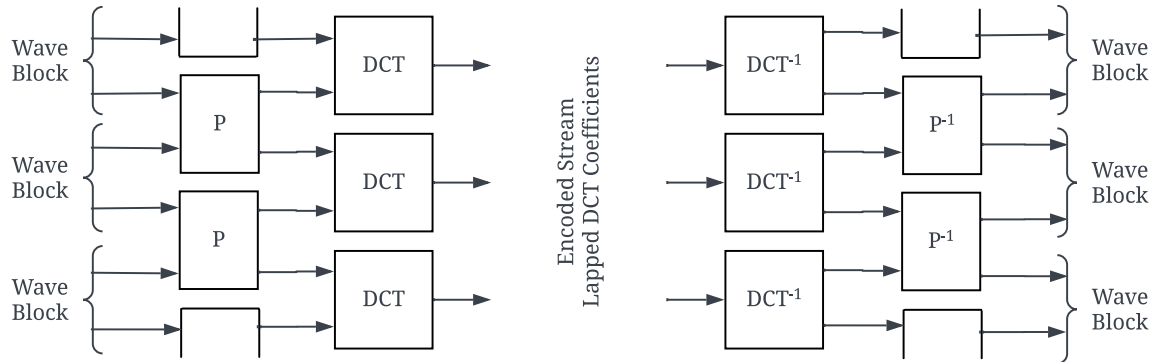 Wave
Block
Wave
Block
Wave
Block
P
P
DCT
DCT
DCT
Encoded Stream
Lapped DCT Coefficients
DCT-1
DCT-1
DCT-1
P-1
P-1
Wave
Block
Wave
Block
Wave
Block